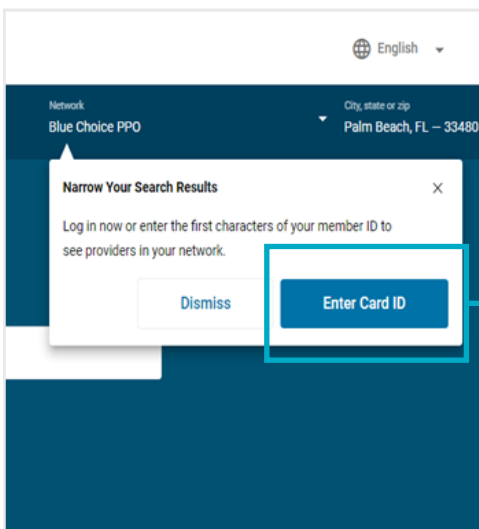 English
Network
Blue Choice PPO
City, state or zip
Palm Beach, FL – 33480
Narrow Your Search Results
Log in now or enter the first characters of your member ID to
see providers in your network.
Dismiss
Enter Card ID